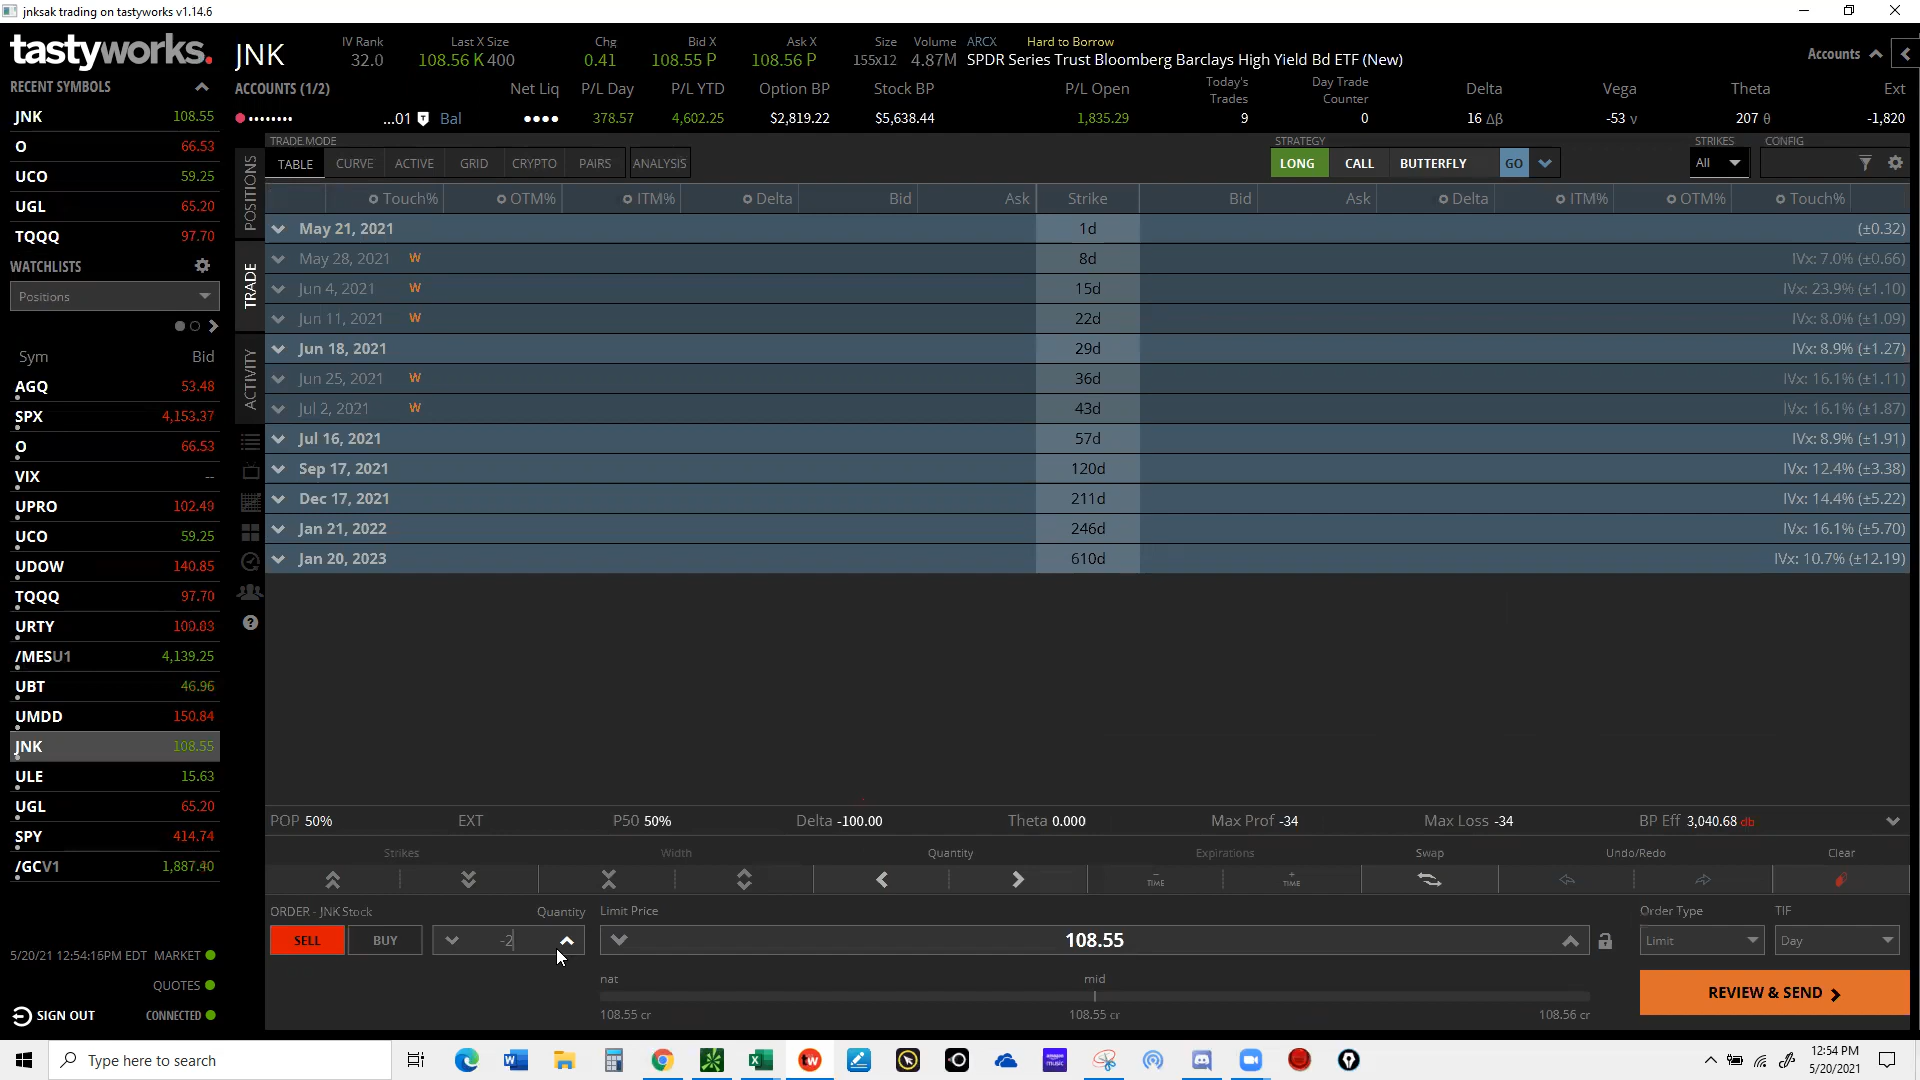 jnksak trading on tastyworks v1.14.6
tastyworks.
JNK
IV Rank
32.0
Last X Size
108.56 K 400
Chg
0.41
Bid X
108.55 P
Ask X
108.56 P
Size
155x12
Volume
4.87M
ARCX
Hard to Borrow
SPDR Series Trust Bloomberg Barclays High Yield Bd ETF (New)
Accounts
RECENT SYMBOLS
JNK 108.55
O 66.53
UCO 59.25
UGL 65.20
TQQQ 97.70
WATCHLISTS
Positions
Sym Bid
AGQ 53.48
SPX 4,153.37
O 66.53
VIX --
UPRO 102.49
UCO 59.25
UDOW 140.85
TQQQ 97.70
URTY 100.83
/MESU1 4,139.25
UBT 46.96
UMDD 150.84
JNK 108.55
ULE 15.63
UGL 65.20
SPY 414.74
/GCV1 1,887.40
5/20/21 12:54:16PM EDT MARKET
QUOTES
SIGN OUT CONNECTED
ACCOUNTS (1/2) Net Liq P/L Day P/L YTD Option BP Stock BP P/L Open Today's Trades Day Trade Counter Delta Vega Theta Ext
...01 Bal 378.57 4,602.25 $2,819.22 $5,638.44 1,835.29 9 0 16 Δβ -53 ν 207 θ -1,820
POSITIONS
TRADE
ACTIVITY
TRADE MODE
TABLE CURVE ACTIVE GRID CRYPTO PAIRS ANALYSIS
STRATEGY
LONG CALL BUTTERFLY GO
STRIKES
All
CONFIG
Touch% OTM% ITM% Delta Bid Ask Strike Bid Ask Delta ITM% OTM% Touch%
May 21, 2021 1d (±0.32)
May 28, 2021 W 8d IVx: 7.0% (±0.66)
Jun 4, 2021 W 15d IVx: 23.9% (±1.10)
Jun 11, 2021 W 22d IVx: 8.0% (±1.09)
Jun 18, 2021 29d IVx: 8.9% (±1.27)
Jun 25, 2021 W 36d IVx: 16.1% (±1.11)
Jul 2, 2021 W 43d IVx: 16.1% (±1.87)
Jul 16, 2021 57d IVx: 8.9% (±1.91)
Sep 17, 2021 120d IVx: 12.4% (±3.38)
Dec 17, 2021 211d IVx: 14.4% (±5.22)
Jan 21, 2022 246d IVx: 16.1% (±5.70)
Jan 20, 2023 610d IVx: 10.7% (±12.19)
POP 50% EXT P50 50% Delta -100.00 Theta 0.000 Max Prof -34 Max Loss -34 BP Eff 3,040.68 db
Strikes Width Quantity Expirations Swap Undo/Redo Clear
TIME TIME
ORDER - JNK Stock Quantity Limit Price Order Type TIF
SELL BUY -2 108.55 Limit Day
nat mid
108.55 cr 108.55 cr 108.56 cr
REVIEW & SEND
Type here to search
12:54 PM
5/20/2021